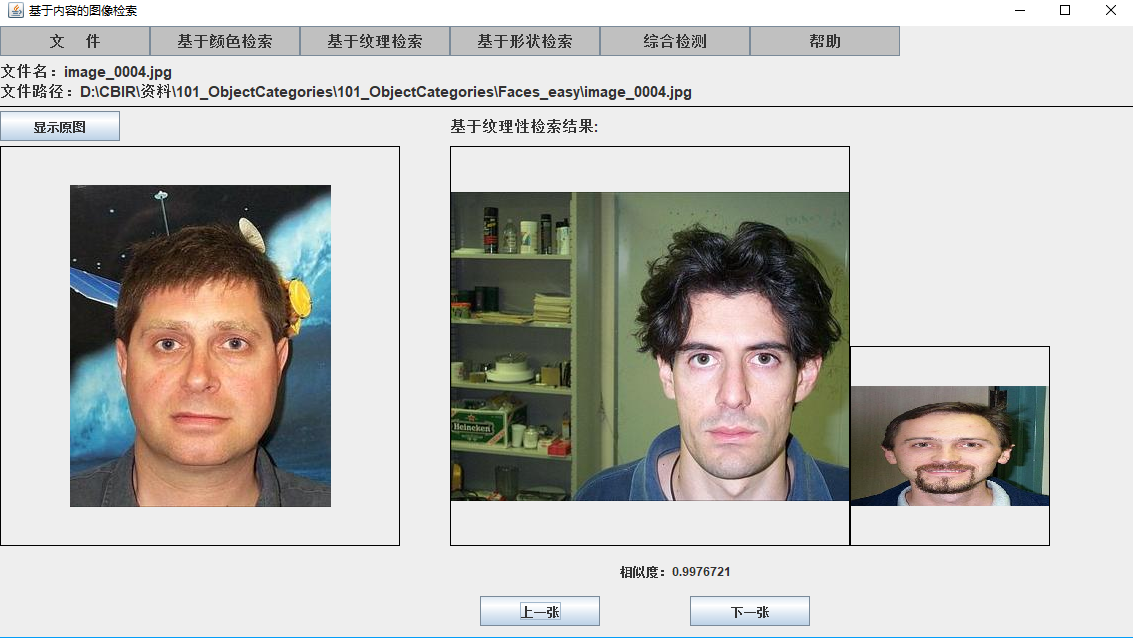 基于内容的图像检索
文 件 基于颜色检索 基于纹理检索 基于形状检索 综合检测 帮助
文件名：image_0004.jpg
文件路径：D:\CBIR\资料\101_ObjectCategories\101_ObjectCategories\Faces_easy\image_0004.jpg
显示原图
基于纹理性检索结果:
Heineken
相似度：0.9976721
上一张 下一张